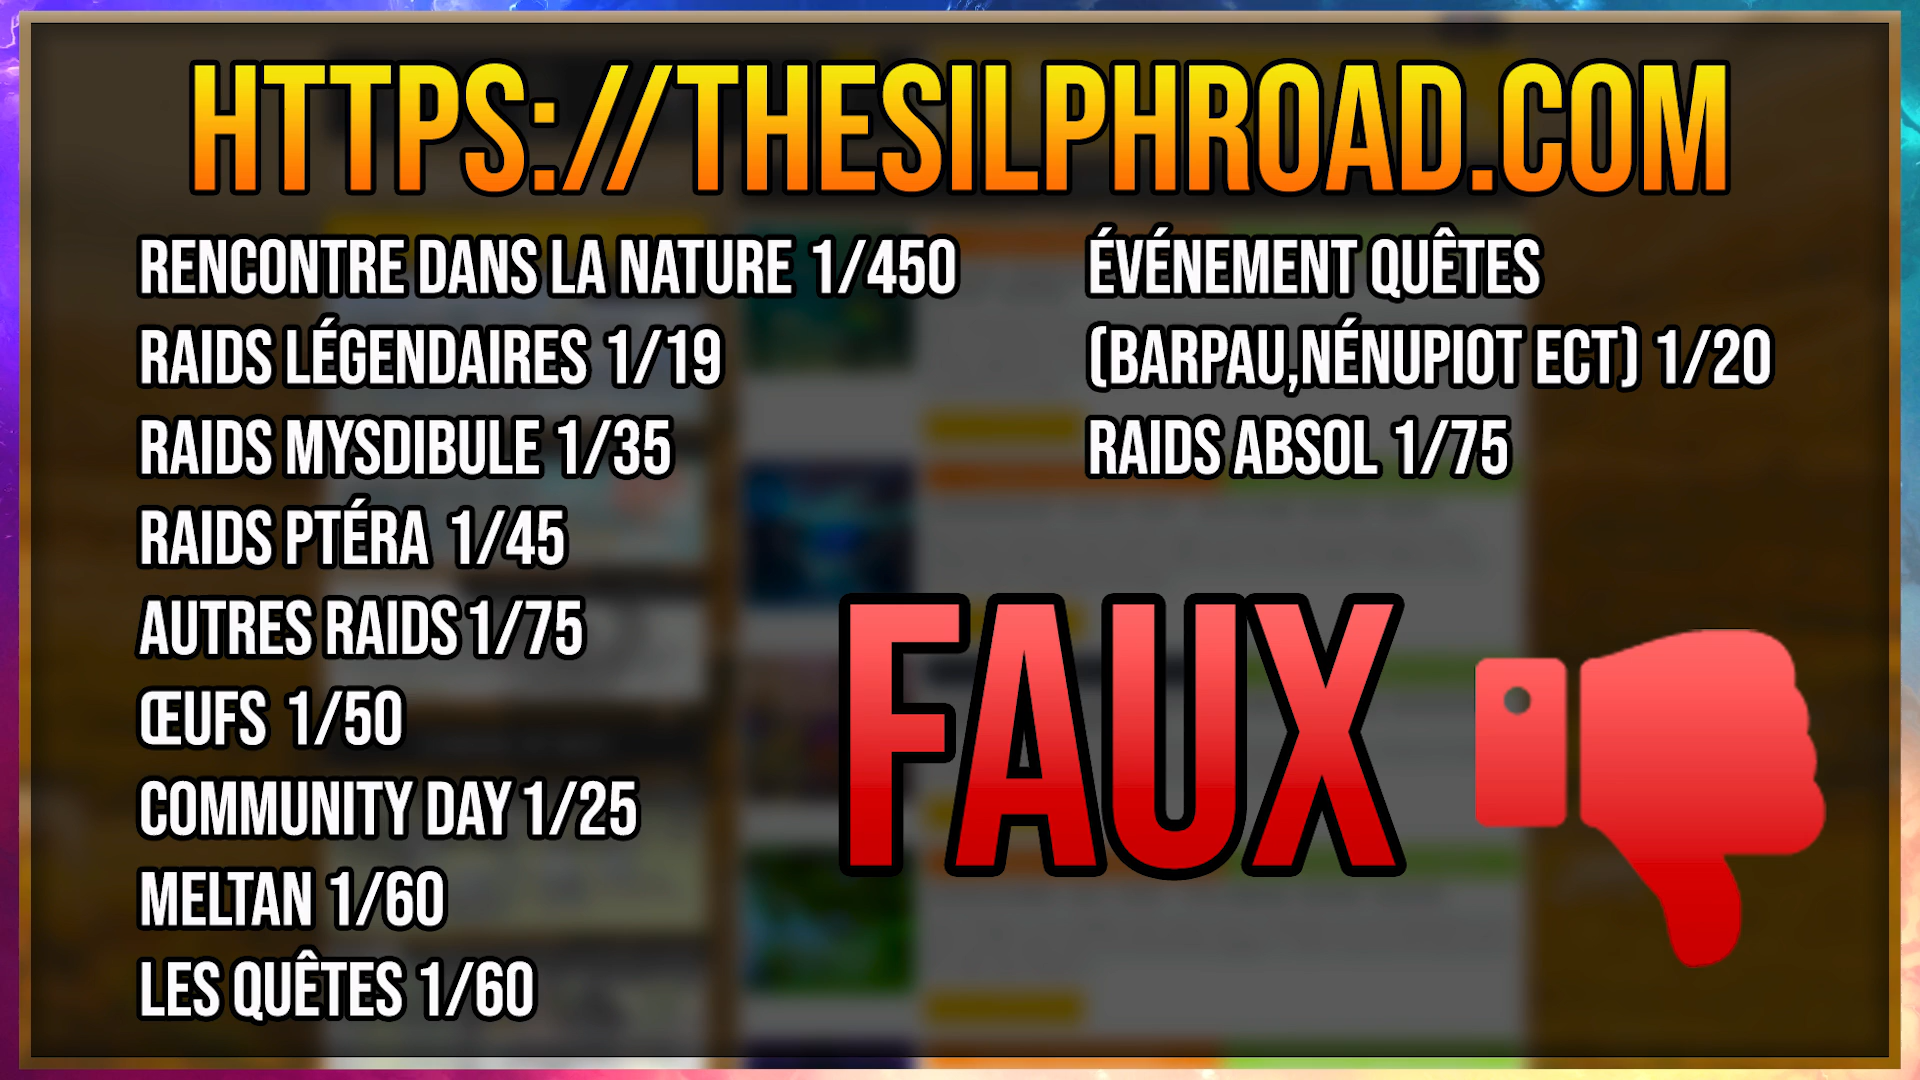 HTTPS://THESILPHROAD.COM
RENCONTRE DANS LA NATURE 1/450
RAIDS LÉGENDAIRES 1/19
RAIDS MYSDIBULE 1/35
RAIDS PTÉRA 1/45
AUTRES RAIDS 1/75
ŒUFS 1/50
COMMUNITY DAY 1/25
MELTAN 1/60
LES QUÊTES 1/60
ÉVÉNEMENT QUÊTES
(BARPAU,NÉNUPIOT ECT) 1/20
RAIDS ABSOL 1/75
FAUX